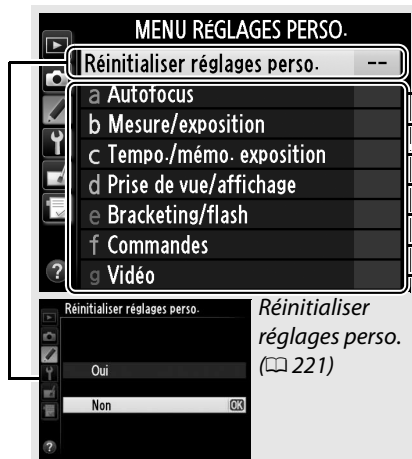 MENU RÉGLAGES PERSO.
Réinitialiser réglages perso. --
a Autofocus
b Mesure/exposition
c Tempo./mémo. exposition
d Prise de vue/affichage
e Bracketing/flash
f Commandes
g Vidéo
?
Réinitialiser réglages perso.
Oui
Non OK
?
Réinitialiser
réglages perso.
(📖 221)